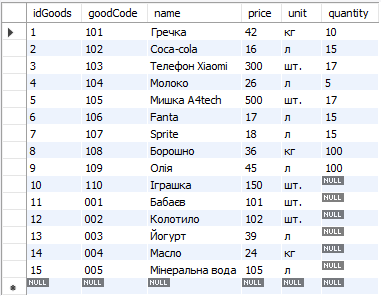 idGoods goodCode name price unit quantity
1 101 Гречка 42 кг 10
2 102 Coca-cola 16 л 15
3 103 Телефон Xiaomi 300 шт. 17
4 104 Молоко 26 л 5
5 105 Мишка A4tech 500 шт. 17
6 106 Fanta 17 л 15
7 107 Sprite 18 л 15
8 108 Борошно 36 кг 100
9 109 Олія 45 л 100
10 110 Іграшка 150 шт. NULL
11 001 Бабаєв 101 шт. NULL
12 002 Колотило 102 шт. NULL
13 003 Йогурт 39 л NULL
14 004 Масло 24 кг NULL
15 005 Мінеральна вода 105 л NULL
NULL NULL NULL NULL NULL NULL